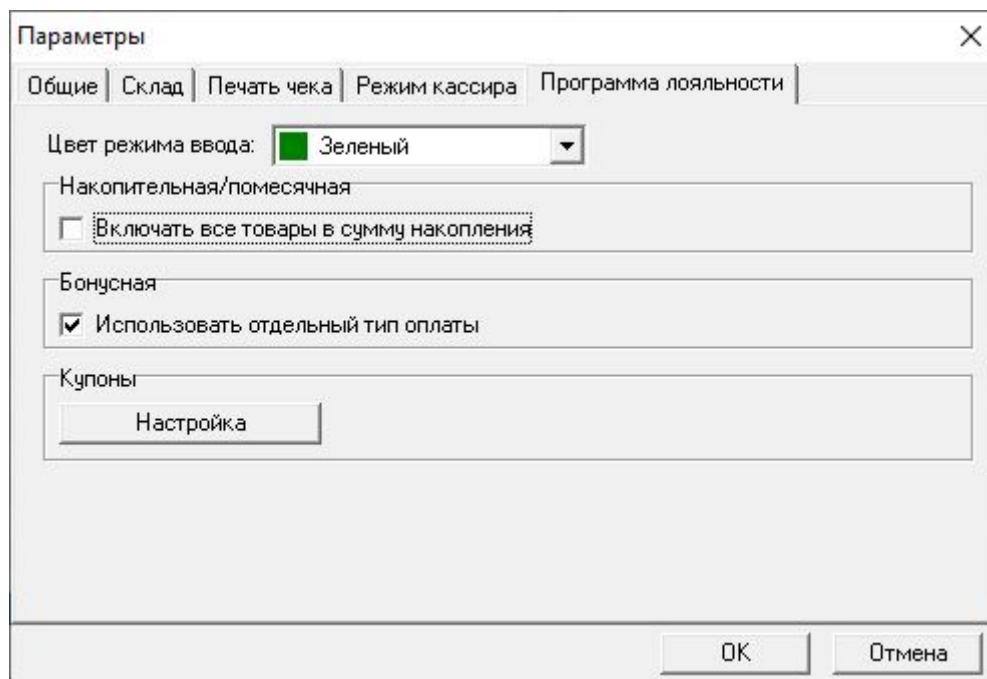 Параметры
Общие Склад Печать чека Режим кассира Программа лояльности
Цвет режима ввода: Зеленый
Накопительная/помесячная
Включать все товары в сумму накопления
Бонусная
Использовать отдельный тип оплаты
Купоны
Настройка
OK Отмена